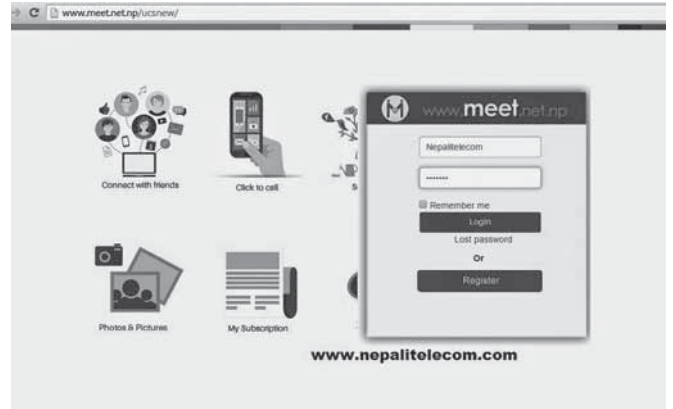 www.meet.net.np/ucsnew/
www.meet.net.np
Nepalitelecom
.......
Remember me
Login
Lost password
Or
Register
Connect with friends
Click to cell
S
Photos & Pictures
My Subscription
www.nepalitelecom.com